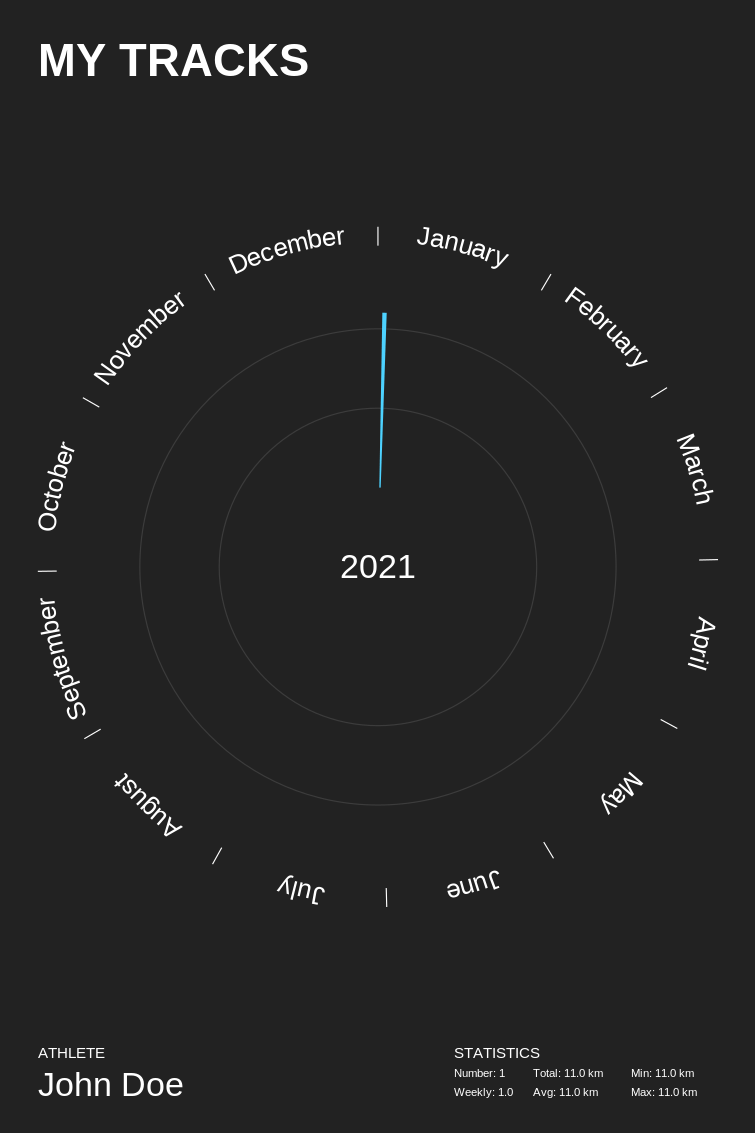 MY TRACKS
January
February
March
April
May
June
July
August
September
October
November
December
2021
ATHLETE
John Doe
STATISTICS
Number: 1 Total: 11.0 km Min: 11.0 km
Weekly: 1.0 Avg: 11.0 km Max: 11.0 km